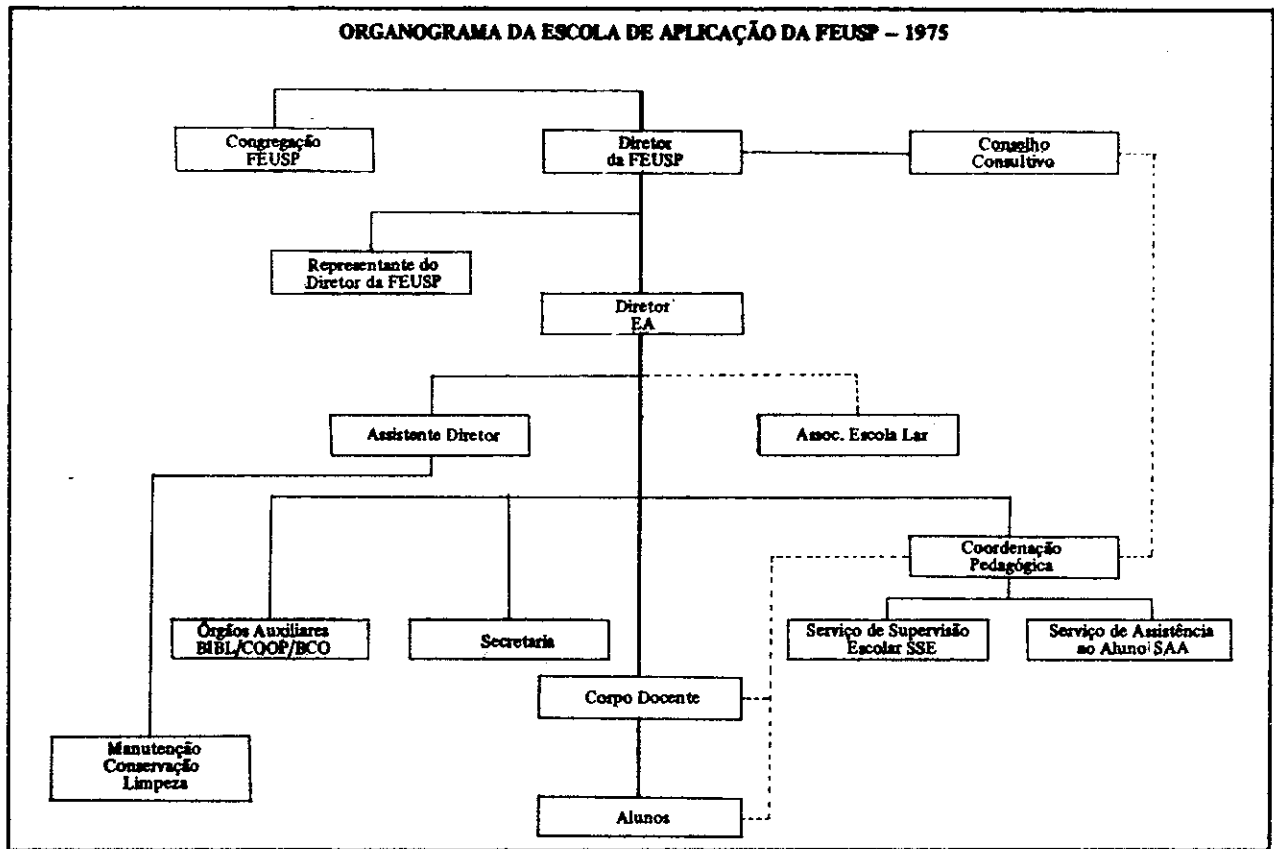 ORGANOGRAMA DA ESCOLA DE APLICAÇÃO DA FEUSP – 1975
Congregação
FEUSP
Diretor
da FEUSP
Conselho
Consultivo
Representante do
Diretor da FEUSP
Diretor
EA
Assistente Diretor
Assoc. Escola Lar
Coordenação
Pedagógica
Órgãos Auxiliares
BIBL/COOP/BCO
Secretaria
Serviço de Supervisão
Escolar SSE
Serviço de Assistência
ao Aluno SAA
Corpo Docente
Manutenção
Conservação
Limpeza
Alunos